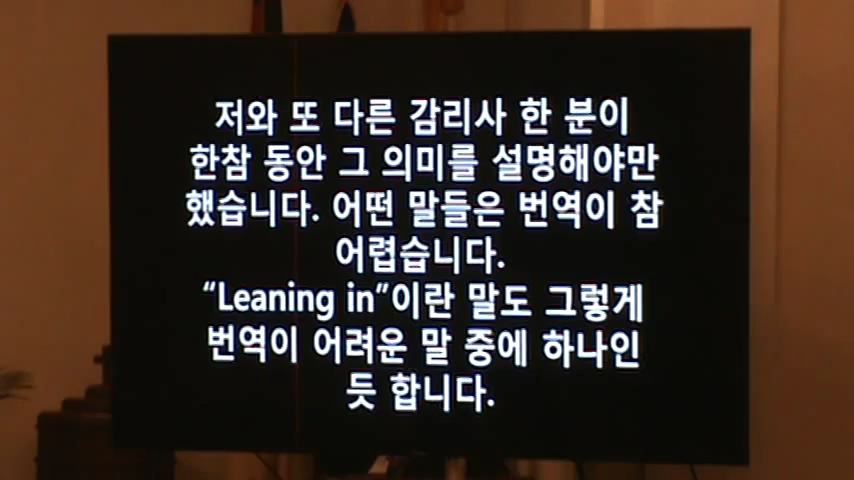 저와 또 다른 감리사 한 분이
한참 동안 그 의미를 설명해야만
했습니다. 어떤 말들은 번역이 참
어렵습니다.
“Leaning in”이란 말도 그렇게
번역이 어려운 말 중에 하나인
듯 합니다.